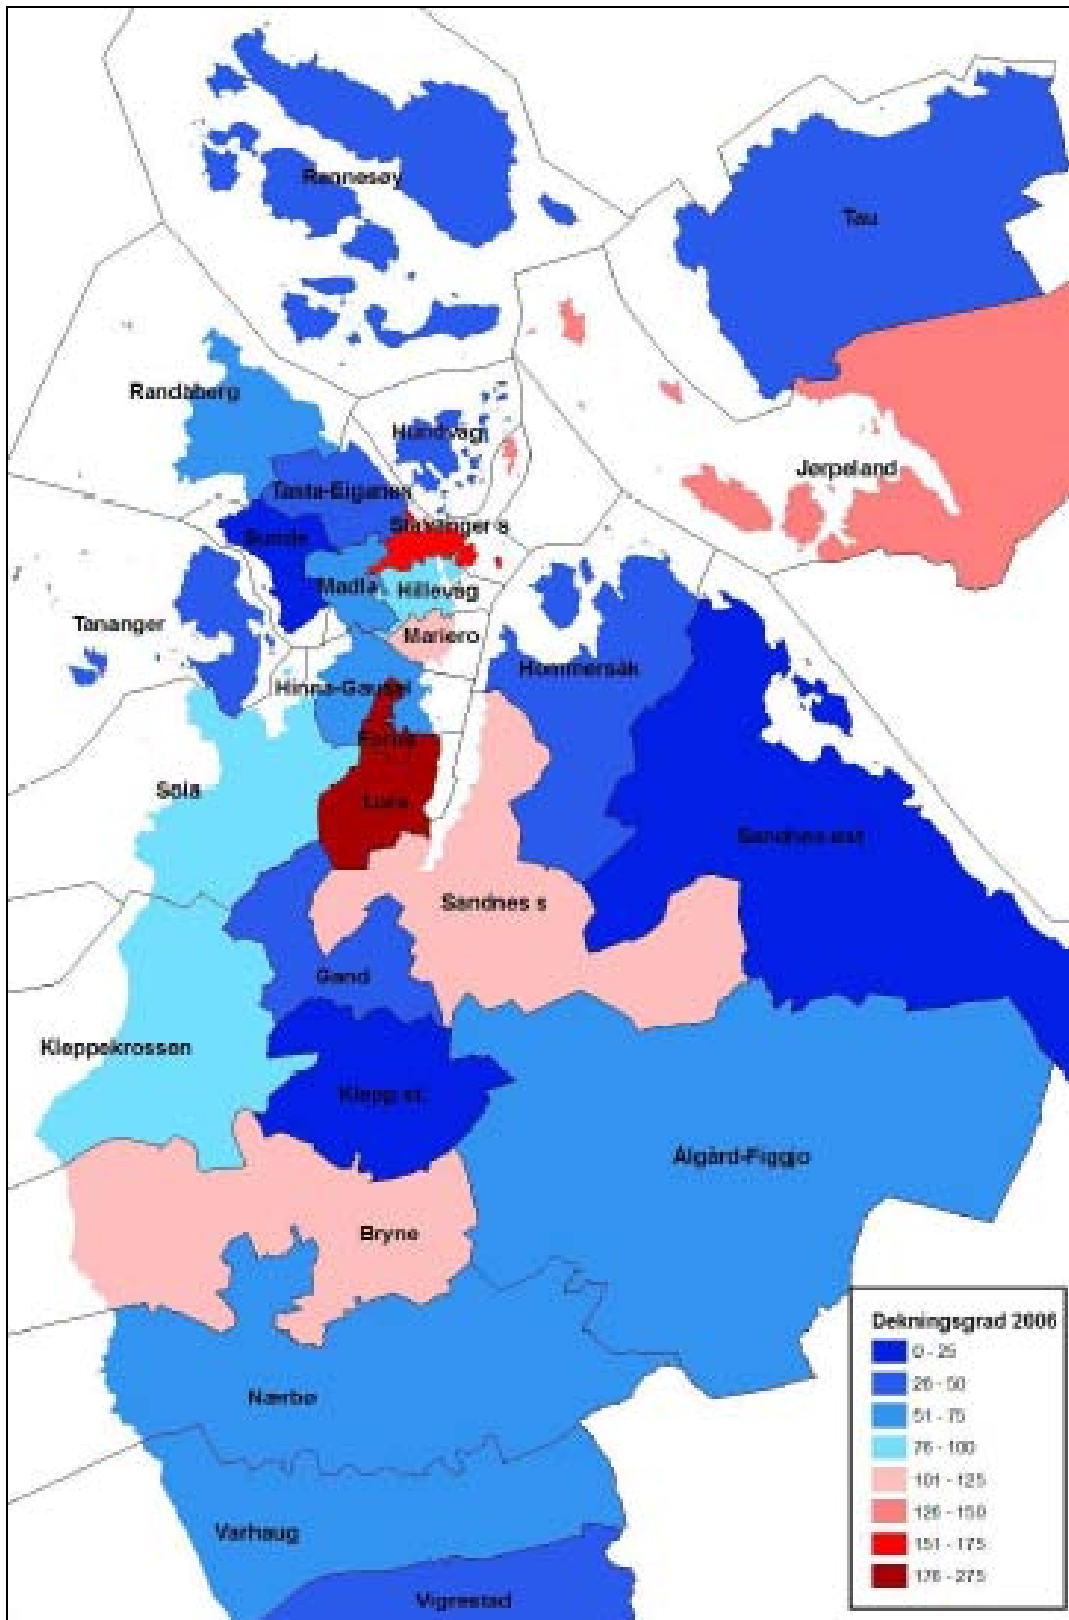 Rennesøy
Tau
Randaberg
Hundvåg
Jørpeland
Tasta-Eiganes
Stavanger s
Sunde
Madla
Hillevåg
Tananger
Mariero
Hommersåk
Hinna-Gausel
Forus
Sola
Lura
Sandnes øst
Sandnes s
Gand
Kleppekrossen
Klepp st.
Ålgård-Figgjo
Bryne
Nærbø
Varhaug
Vigrestad
Dekningsgrad 2006
0 - 25
26 - 50
51 - 75
76 - 100
101 - 125
126 - 150
151 - 175
176 - 275